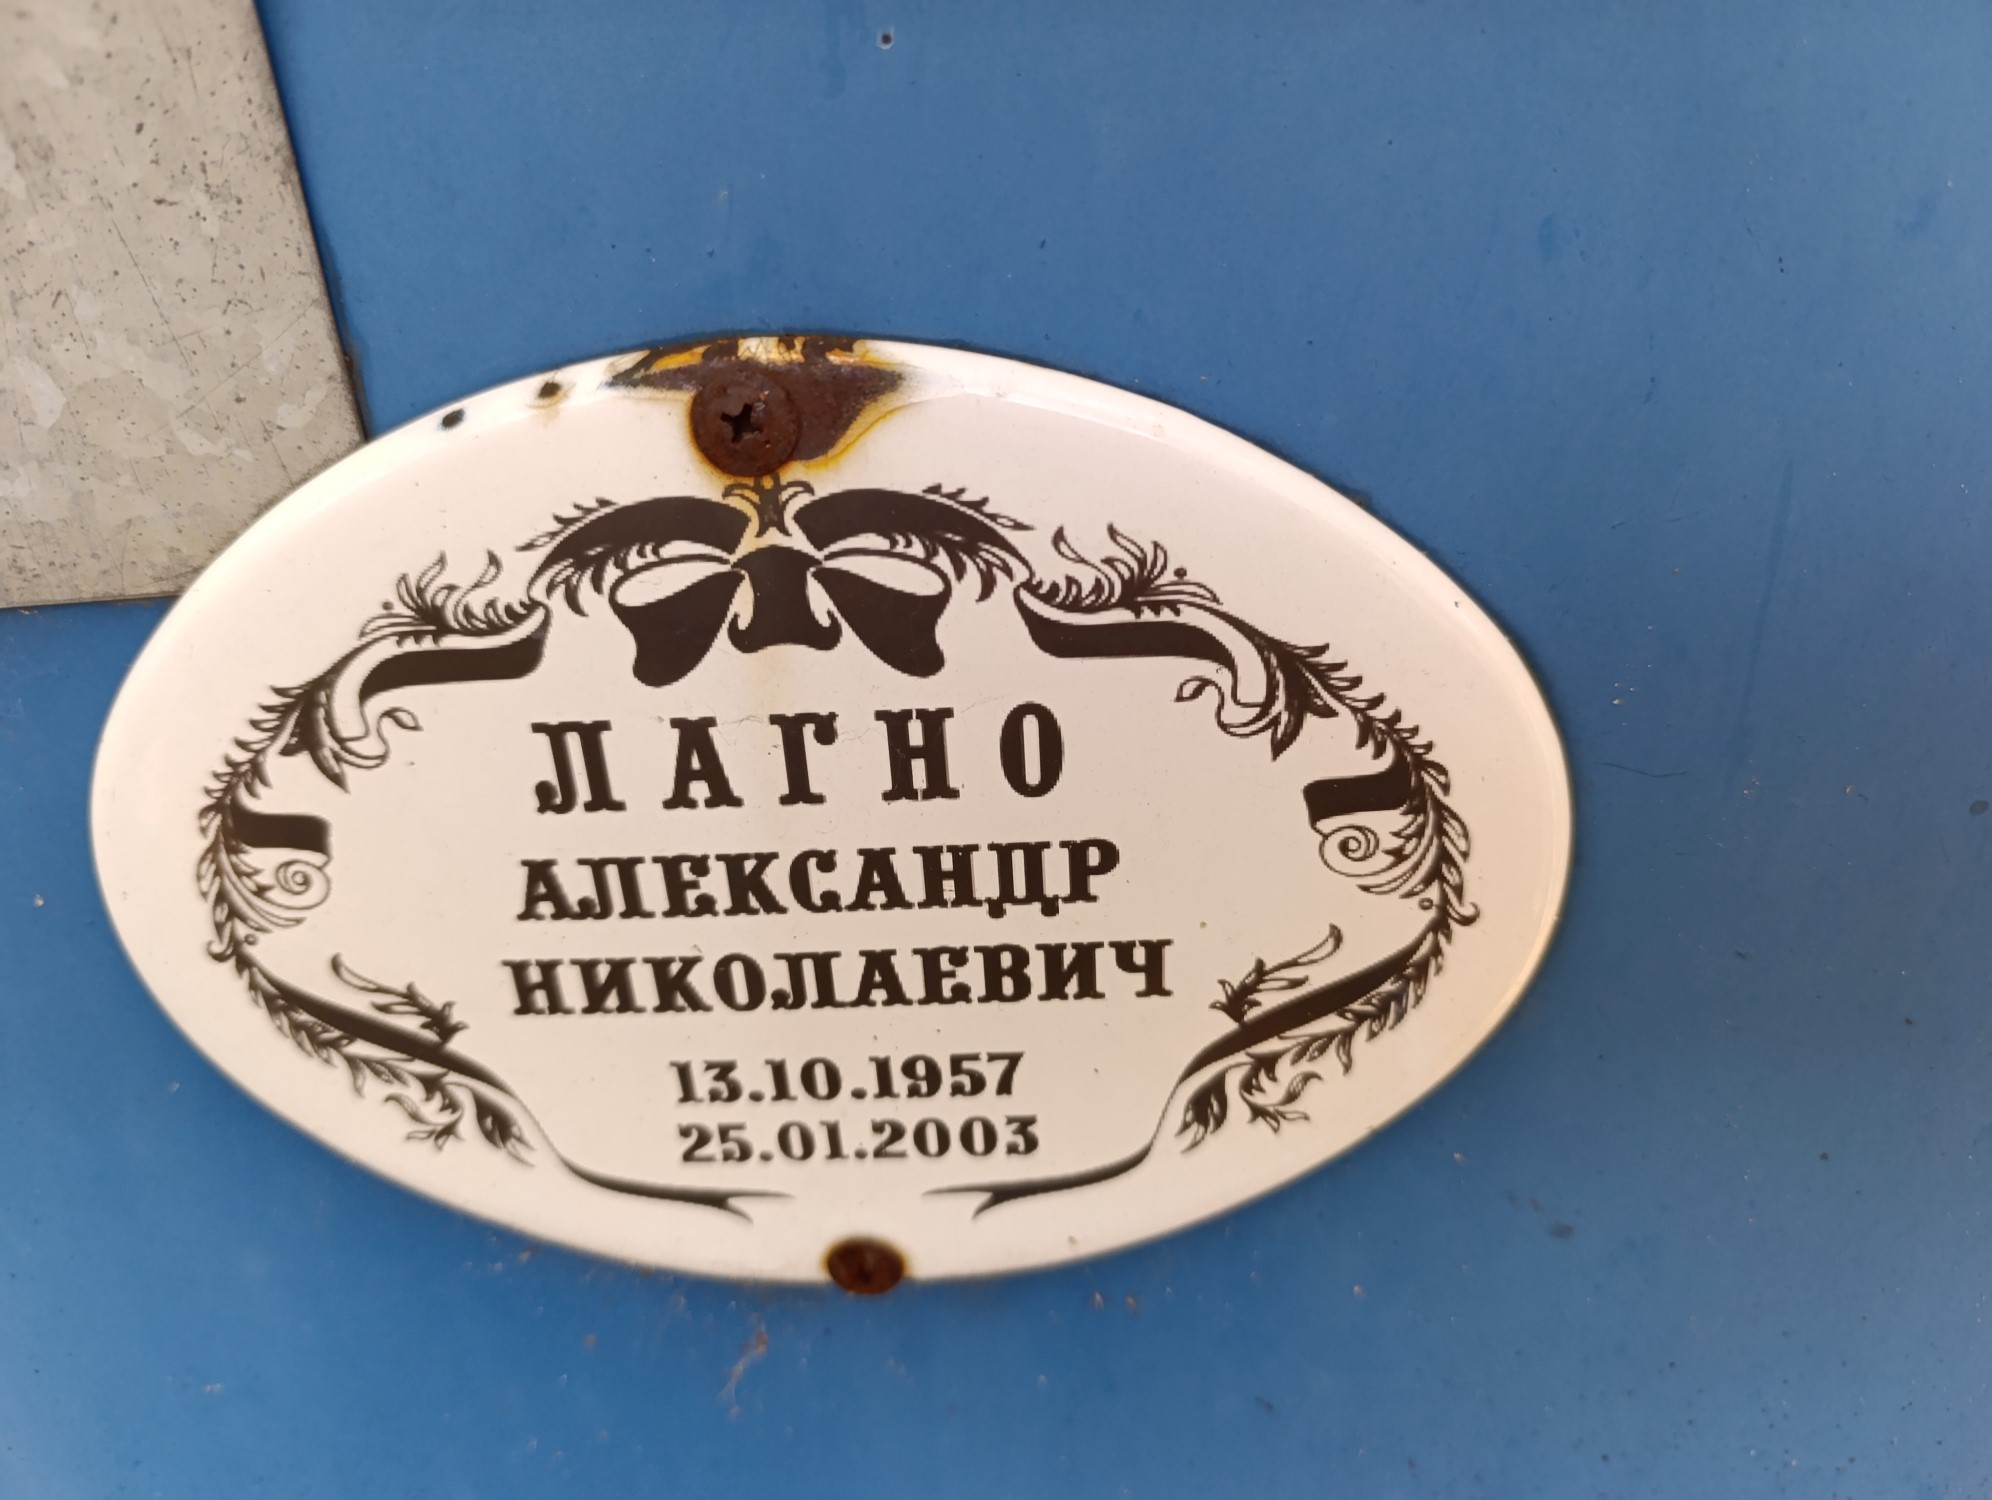 ЛАГНО
АЛЕКСАНДР
НИКОЛАЕВИЧ
13.10.1957
25.01.2003